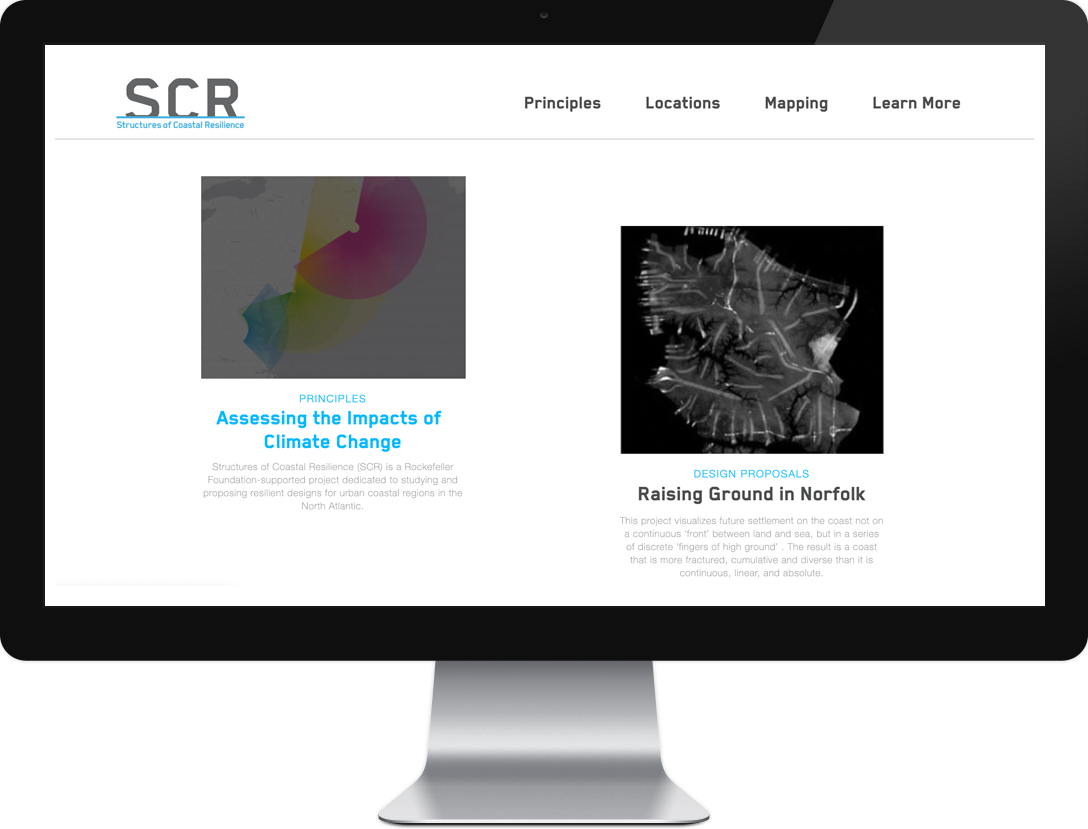 SCR
Structures of Coastal Resilience
Principles
Locations
Mapping
Learn More
PRINCIPLES
Assessing the Impacts of
Climate Change
Structures of Coastal Resilience (SCR) is a Rockefeller
Foundation-supported project dedicated to studying and
proposing resilient designs for urban coastal regions in the
North Atlantic.
DESIGN PROPOSALS
Raising Ground in Norfolk
This project visualizes future settlement on the coast not on
a continuous 'front' between land and sea, but in a series
of discrete 'fingers of high ground' . The result is a coast
that is more fractured, cumulative and diverse than it is
continuous, linear, and absolute.